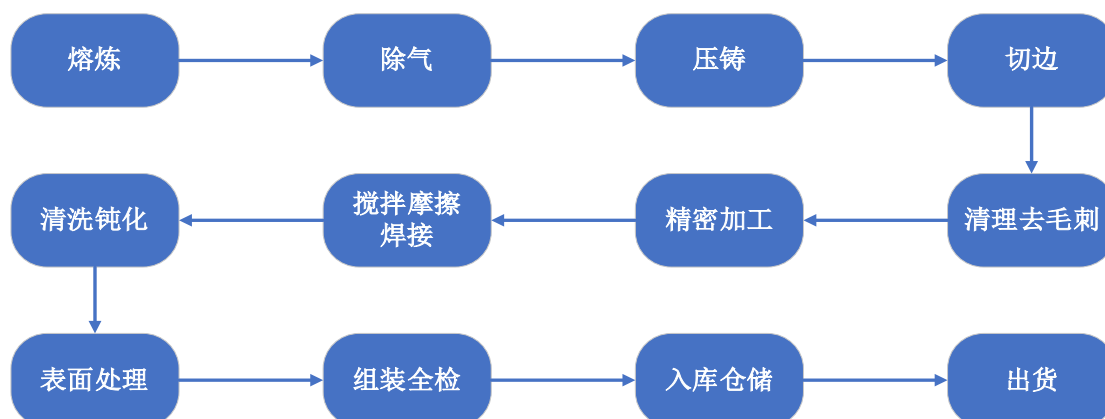 熔炼
除气
压铸
切边
清理去毛刺
精密加工
搅拌摩擦
焊接
清洗钝化
表面处理
组装全检
入库仓储
出货